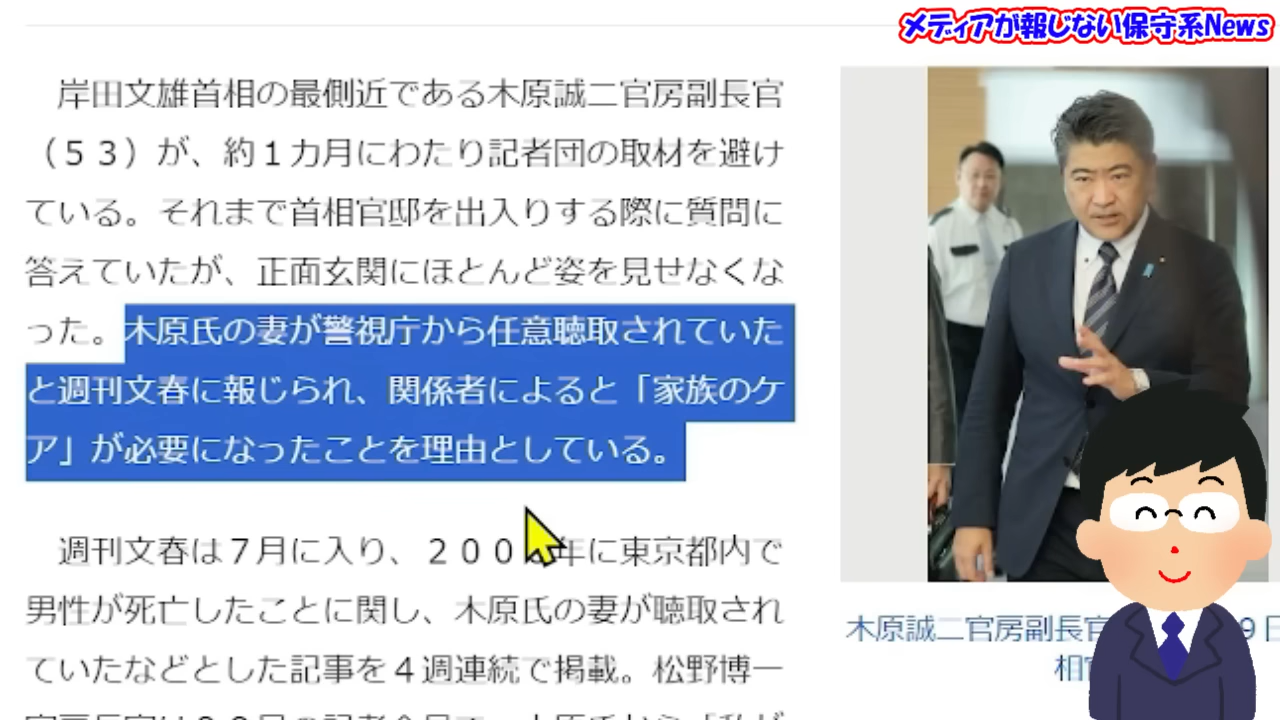 メディアが報じない保守系News
岸田文雄首相の最側近である木原誠二官房副長官
（５３）が、約１カ月にわたり記者団の取材を避け
ている。それまで首相官邸を出入りする際に質問に
答えていたが、正面玄関にほとんど姿を見せなくな
った。木原氏の妻が警視庁から任意聴取されていた
と週刊文春に報じられ、関係者によると「家族のケ
ア」が必要になったことを理由としている。
週刊文春は７月に入り、２００年に東京都内で
男性が死亡したことに関し、木原氏の妻が聴取され
ていたなどとした記事を４週連続で掲載。松野博一
木原誠二官房副長官
９日
相